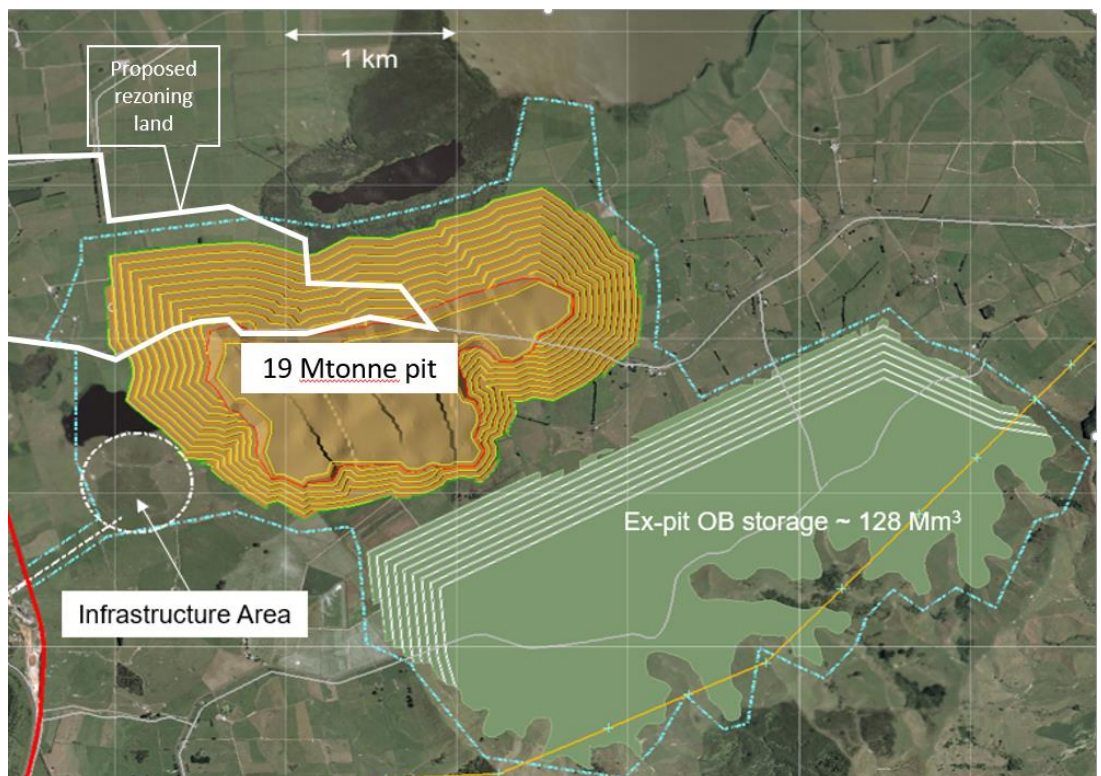 1 km
Proposed
rezoning
land
19 Mtonne pit
Ex-pit OB storage ~ 128 Mm³
Infrastructure Area